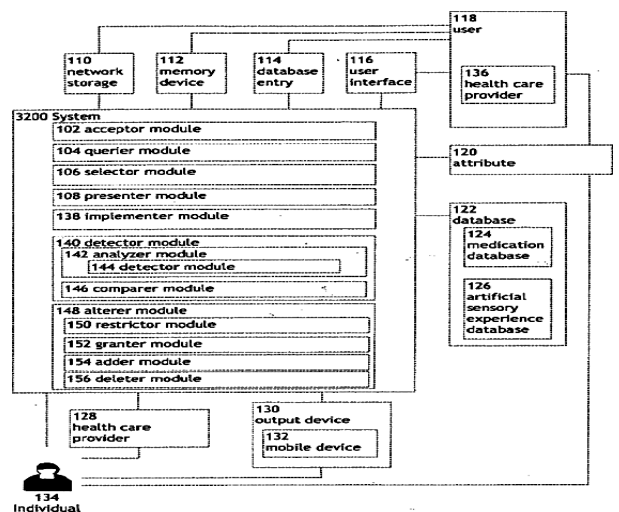 118
user
110
network
storage
112
memory
device
114
database
entry
116
user
interface
136
health care
provider
3200 System
102 acceptor module
104 querier module
106 selector module
108 presenter module
138 implementer module
140 detector module
142 analyzer module
144 detector module
146 comparer module
148 alterer module
150 restrictor module
152 granter module
154 adder module
156 deleter module
120
attribute
122
database
124
medication
database
126
artificial
sensory
experience
database
128
health care
provider
130
output device
132
mobile device
134
Individual